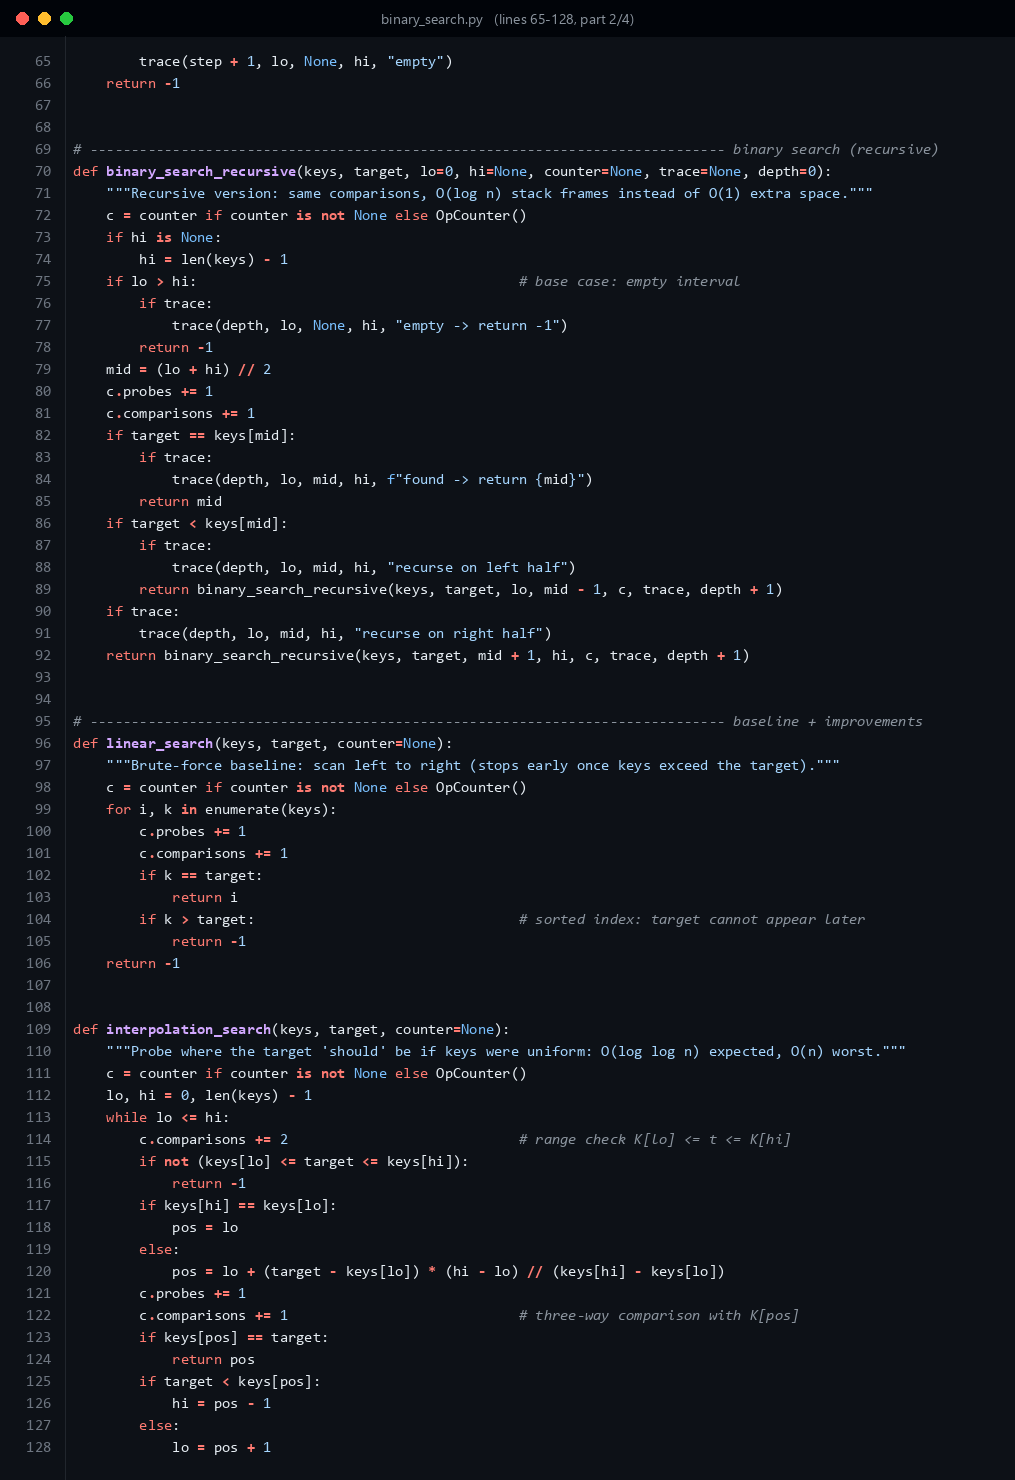 binary_search.py   (lines 65-128, part 2/4)
65         trace(step + 1, lo, None, hi, "empty")
66     return -1
67
68
69 # ----------------------------------------------------------------------------- binary search (recursive)
70 def binary_search_recursive(keys, target, lo=0, hi=None, counter=None, trace=None, depth=0):
71     """Recursive version: same comparisons, O(log n) stack frames instead of O(1) extra space."""
72     c = counter if counter is not None else OpCounter()
73     if hi is None:
74         hi = len(keys) - 1
75     if lo > hi:                                       # base case: empty interval
76         if trace:
77             trace(depth, lo, None, hi, "empty -> return -1")
78         return -1
79     mid = (lo + hi) // 2
80     c.probes += 1
81     c.comparisons += 1
82     if target == keys[mid]:
83         if trace:
84             trace(depth, lo, mid, hi, f"found -> return {mid}")
85         return mid
86     if target < keys[mid]:
87         if trace:
88             trace(depth, lo, mid, hi, "recurse on left half")
89         return binary_search_recursive(keys, target, lo, mid - 1, c, trace, depth + 1)
90     if trace:
91         trace(depth, lo, mid, hi, "recurse on right half")
92     return binary_search_recursive(keys, target, mid + 1, hi, c, trace, depth + 1)
93
94
95 # ----------------------------------------------------------------------------- baseline + improvements
96 def linear_search(keys, target, counter=None):
97     """Brute-force baseline: scan left to right (stops early once keys exceed the target)."""
98     c = counter if counter is not None else OpCounter()
99     for i, k in enumerate(keys):
100         c.probes += 1
101         c.comparisons += 1
102         if k == target:
103             return i
104         if k > target:                                # sorted index: target cannot appear later
105             return -1
106     return -1
107
108
109 def interpolation_search(keys, target, counter=None):
110     """Probe where the target 'should' be if keys were uniform: O(log log n) expected, O(n) worst."""
111     c = counter if counter is not None else OpCounter()
112     lo, hi = 0, len(keys) - 1
113     while lo <= hi:
114         c.comparisons += 2                            # range check K[lo] <= t <= K[hi]
115         if not (keys[lo] <= target <= keys[hi]):
116             return -1
117         if keys[hi] == keys[lo]:
118             pos = lo
119         else:
120             pos = lo + (target - keys[lo]) * (hi - lo) // (keys[hi] - keys[lo])
121         c.probes += 1
122         c.comparisons += 1                            # three-way comparison with K[pos]
123         if keys[pos] == target:
124             return pos
125         if target < keys[pos]:
126             hi = pos - 1
127         else:
128             lo = pos + 1